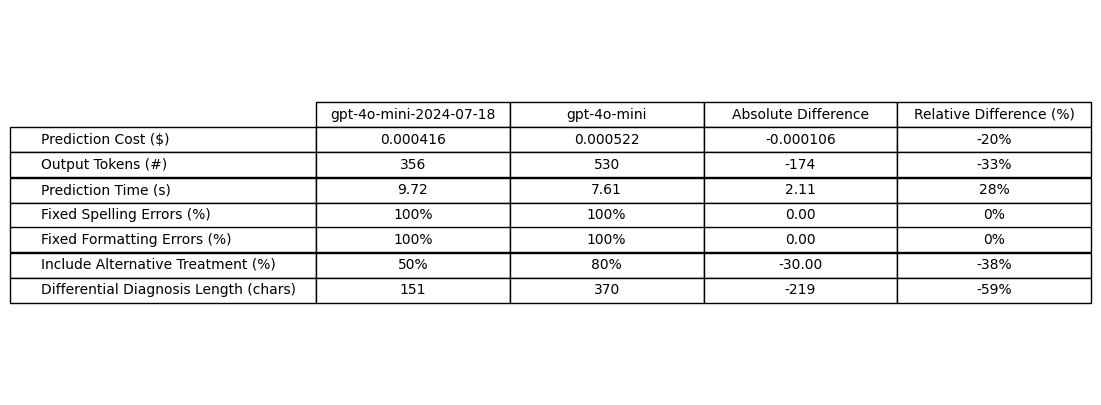 gpt-4o-mini-2024-07-18 gpt-4o-mini Absolute Difference Relative Difference (%)
Prediction Cost ($) 0.000416 0.000522 -0.000106 -20%
Output Tokens (#) 356 530 -174 -33%
Prediction Time (s) 9.72 7.61 2.11 28%
Fixed Spelling Errors (%) 100% 100% 0.00 0%
Fixed Formatting Errors (%) 100% 100% 0.00 0%
Include Alternative Treatment (%) 50% 80% -30.00 -38%
Differential Diagnosis Length (chars) 151 370 -219 -59%